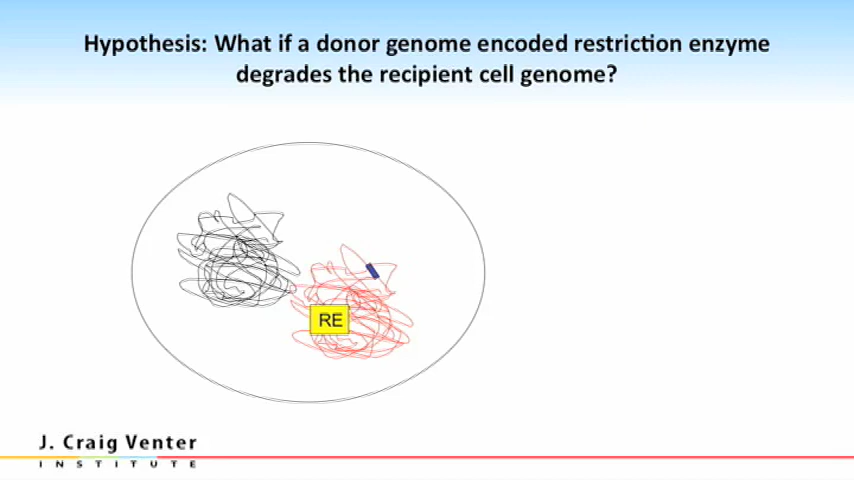 Hypothesis: What if a donor genome encoded restriction enzyme
degrades the recipient cell genome?
RE
J. Craig Venter
INSTITUTE